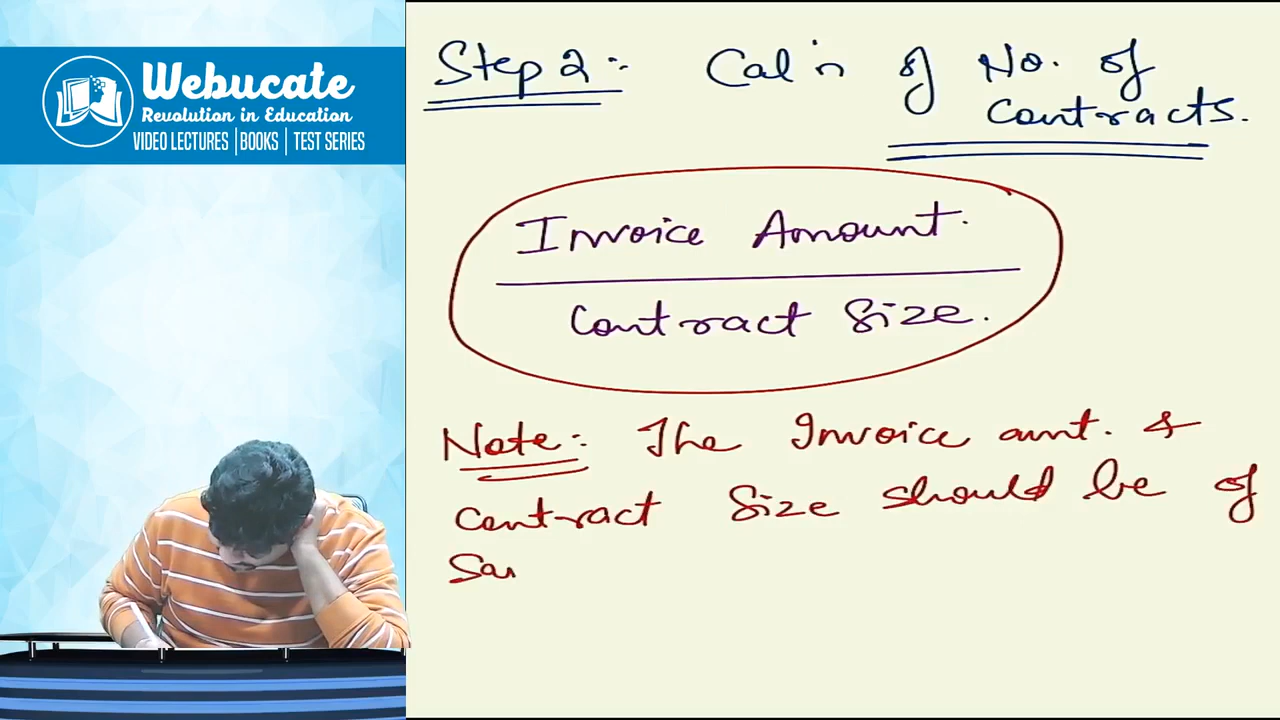 Webucate
Revolution in Education
VIDEO LECTURES | BOOKS | TEST SERIES
Step 2:- Cal'n of No. of
Contracts.
Invoice Amount.
Contract Size.
Note:- The Invoice amt. &
contract Size should be of
Sa